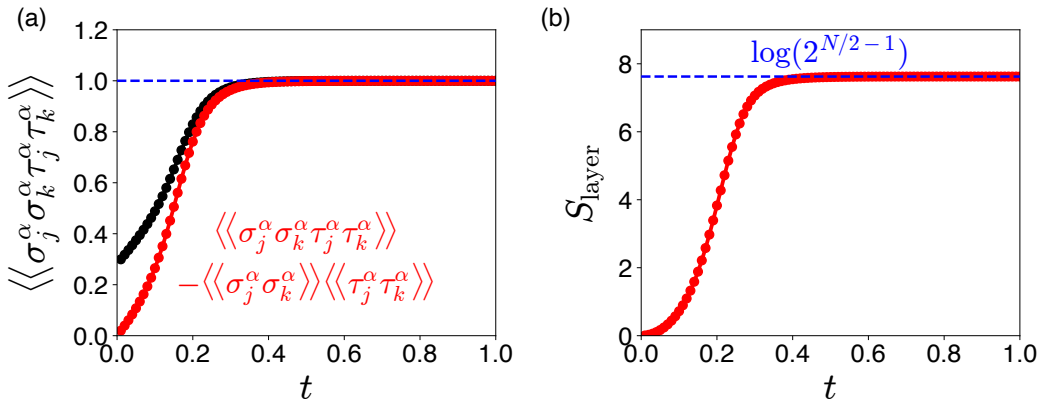 (a)
⟨⟨σ_j^α σ_k^α τ_j^α τ_k^α⟩⟩
1.2
1.0
0.8
0.6
0.4
0.2
0.0
0.0 0.2 0.4 0.6 0.8 1.0
t
⟨⟨σ_j^α σ_k^α τ_j^α τ_k^α⟩⟩
−⟨⟨σ_j^α σ_k^α⟩⟩⟨⟨τ_j^α τ_k^α⟩⟩
(b)
S_layer
8
6
4
2
0
0.0 0.2 0.4 0.6 0.8 1.0
t
log(2^{N/2−1})